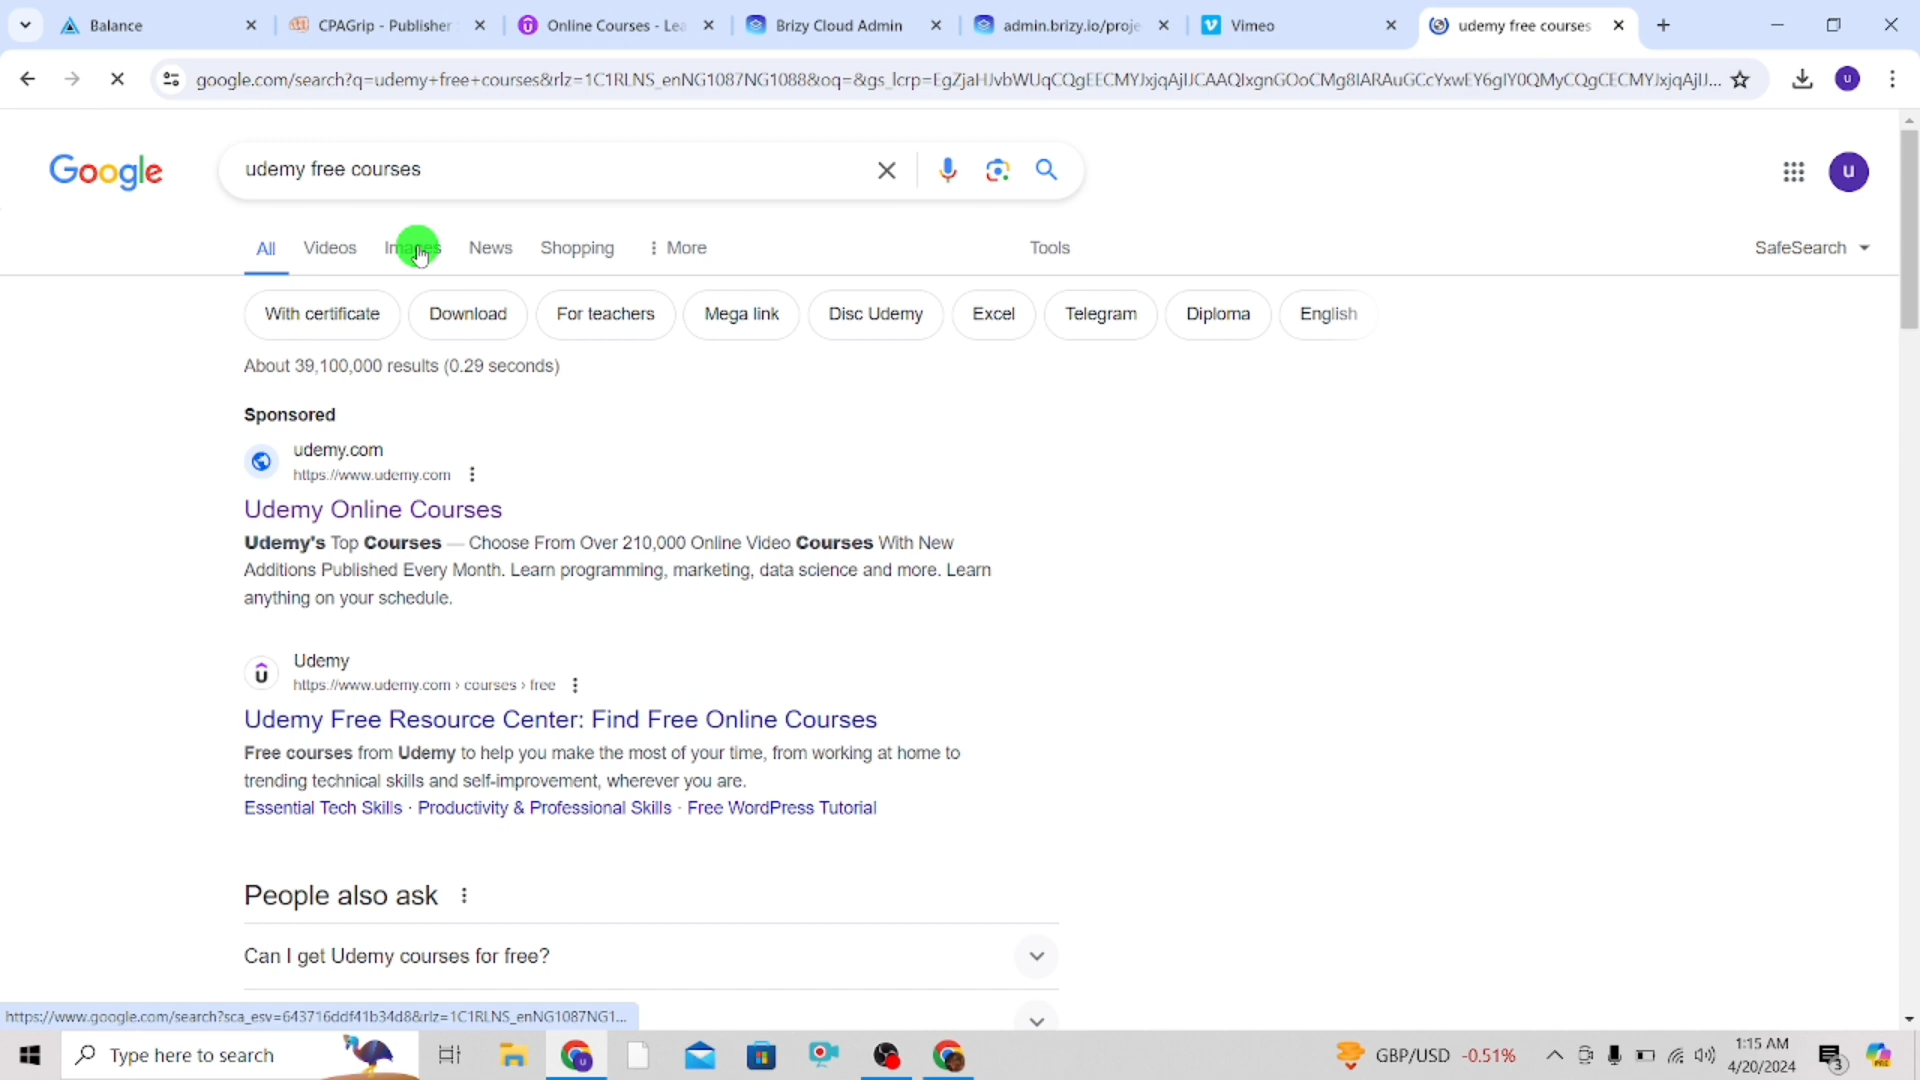 Balance
CPAGrip - Publisher
Online Courses - Lea
Brizy Cloud Admin
admin.brizy.io/proje
Vimeo
udemy free courses
google.com/search?q=udemy+free+courses&rlz=1C1RLNS_enNG1087NG1088&oq=&gs_lcrp=EgZjaHJvbWUqCQgEECMYJxjqAjIJCAAQIxgnGOoCMg8IARAuGCcYxwEY6gIY0QMyCQgCECMYJxjqAjIJ...
u
Google
udemy free courses
u
All
Videos
Images
News
Shopping
More
Tools
SafeSearch
With certificate
Download
For teachers
Mega link
Disc Udemy
Excel
Telegram
Diploma
English
About 39,100,000 results (0.29 seconds)
Sponsored
udemy.com
https://www.udemy.com
Udemy Online Courses
Udemy's Top Courses — Choose From Over 210,000 Online Video Courses With New
Additions Published Every Month. Learn programming, marketing, data science and more. Learn
anything on your schedule.
Udemy
https://www.udemy.com › courses › free
Udemy Free Resource Center: Find Free Online Courses
Free courses from Udemy to help you make the most of your time, from working at home to
trending technical skills and self-improvement, wherever you are.
Essential Tech Skills · Productivity & Professional Skills · Free WordPress Tutorial
People also ask
Can I get Udemy courses for free?
https://www.google.com/search?sca_esv=643716ddf41b34d8&rlz=1C1RLNS_enNG1087NG1...
Type here to search
GBP/USD -0.51%
1:15 AM
4/20/2024
3